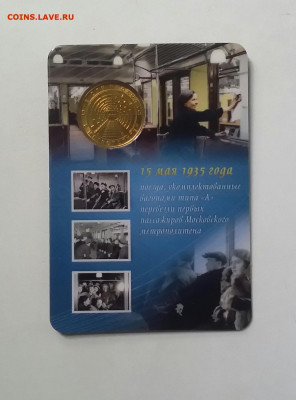 COINS.LAVE.RU
15 мая 1935 года
поезда, укомплектованные
вагонами типа «А»
перевезли первых
пассажиров Московского
метрополитена